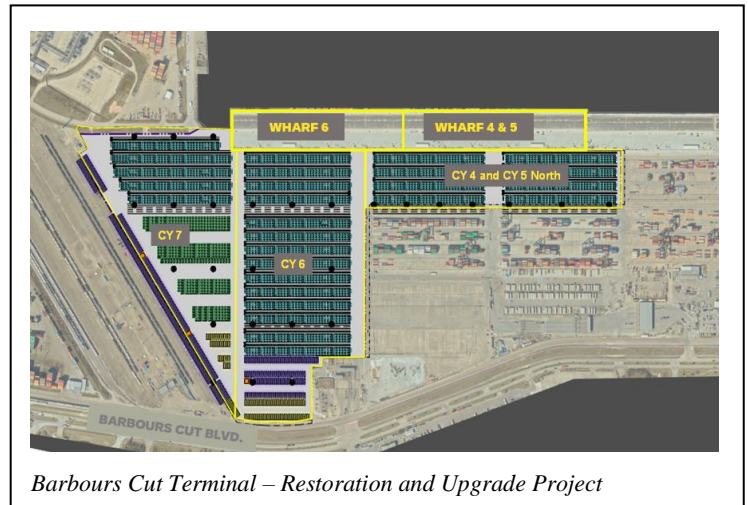 WHARF 6
WHARF 4 & 5
CY 4 and CY 5 North
CY 7
CY 6
BARBOURS CUT BLVD.
Barbours Cut Terminal – Restoration and Upgrade Project